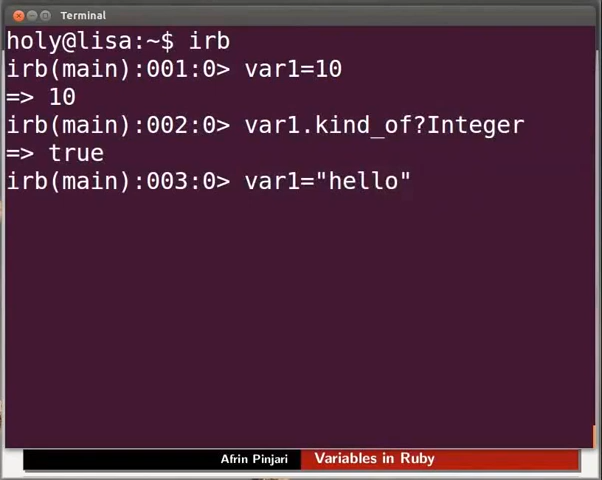 Terminal
holy@lisa:~$ irb
irb(main):001:0> var1=10
=> 10
irb(main):002:0> var1.kind_of?Integer
=> true
irb(main):003:0> var1="hello"
Afrin Pinjari
Variables in Ruby